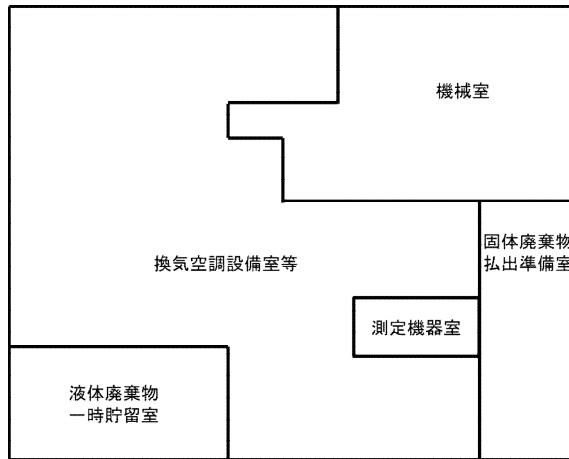 機械室
固体廃棄物
払出準備室
換気空調設備室等
測定機器室
液体廃棄物
一時貯留室